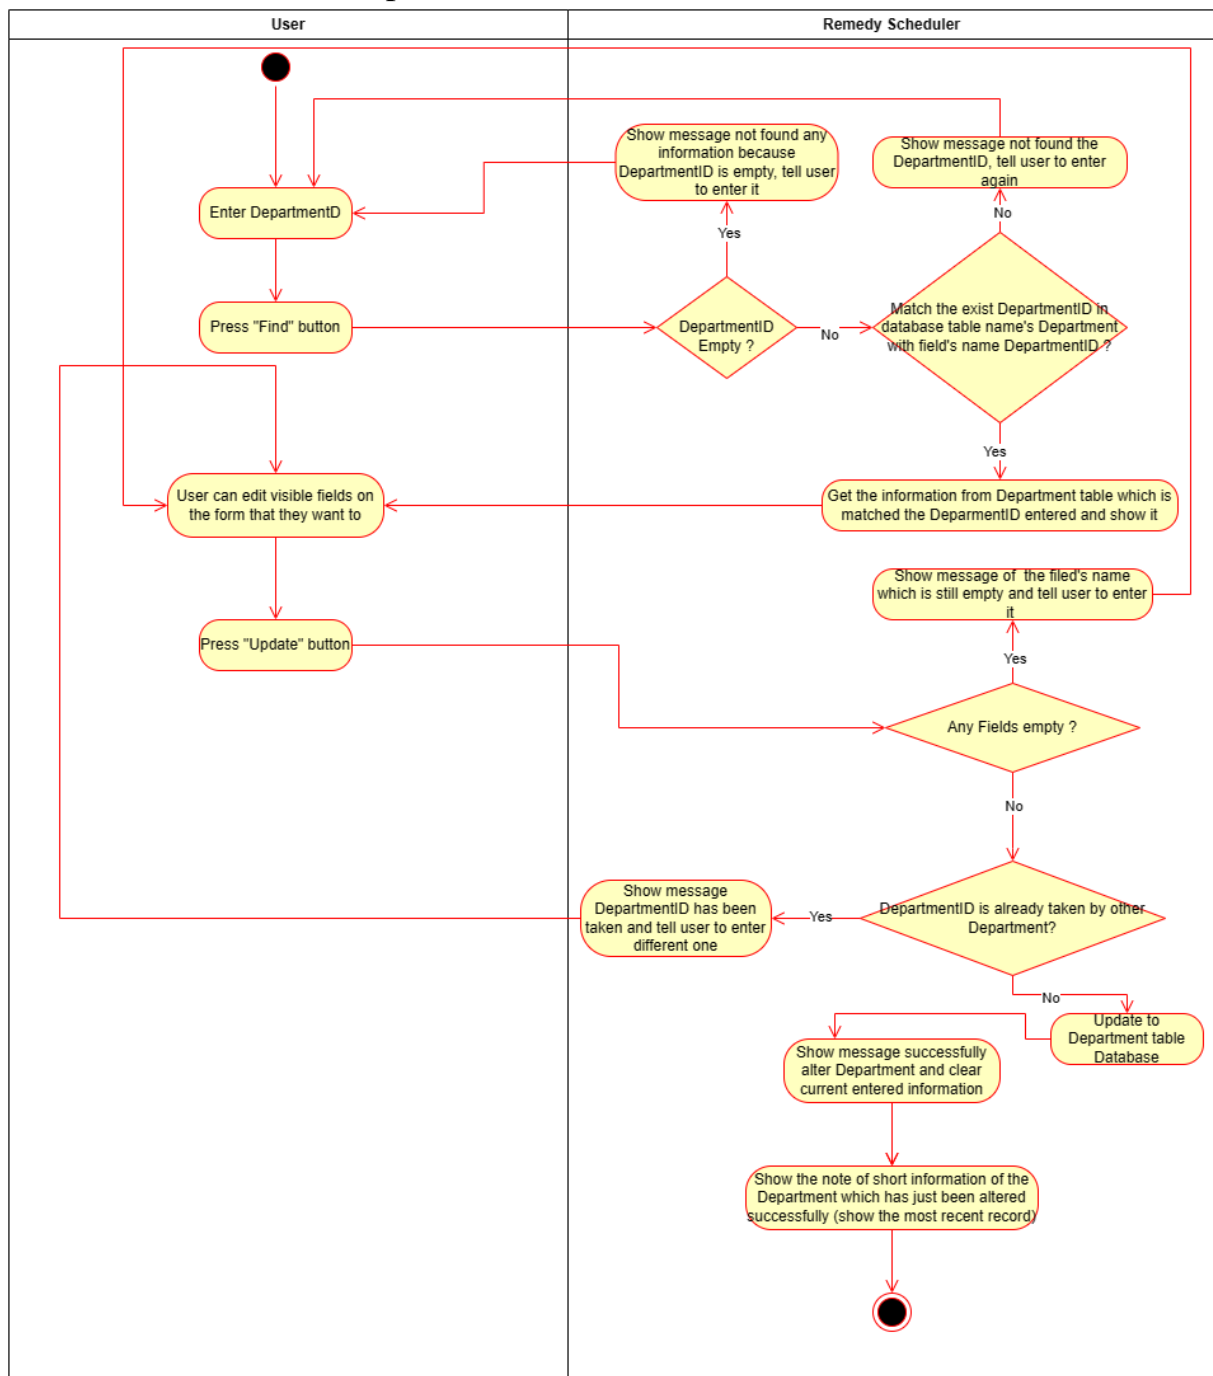 User
Remedy Scheduler
Show message not found any
information because
DepartmentID is empty, tell user
to enter it
Show message not found the
DepartmentID, tell user to enter
again
Enter DepartmentD
No
Yes
Press "Find" button
DepartmentID
Empty ?
No
Match the exist DepartmentID in
database table name's Department
with field's name DepartmentID ?
Yes
User can edit visible fields on
the form that they want to
Get the information from Department table which is
matched the DeparmentID entered and show it
Show message of the filed's name
which is still empty and tell user to enter
it
Press "Update" button
Yes
Any Fields empty ?
No
Show message
DepartmentID has been
taken and tell user to enter
different one
Yes
DepartmentID is already taken by other
Department?
No
Update to
Department table
Database
Show message successfully
alter Department and clear
current entered information
Show the note of short information of the
Department which has just been altered
successfully (show the most recent record)